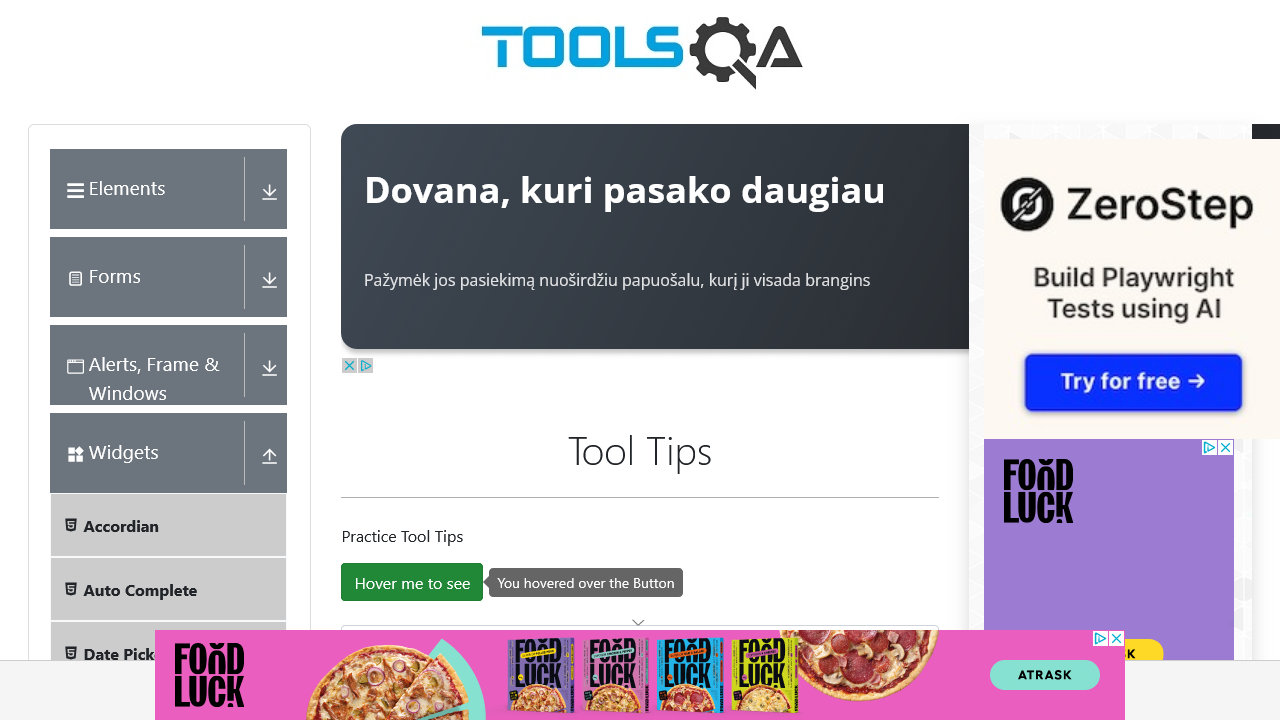 TOOLSQA
Elements
Forms
Alerts, Frame &
Windows
Widgets
Accordian
Auto Complete
Date Pick
Dovana, kuri pasako daugiau
Pažymėk jos pasiekimą nuoširdžiu papuošalu, kurį ji visada brangins
Tool Tips
Practice Tool Tips
Hover me to see
You hovered over the Button
ZeroStep
Build Playwright
Tests using AI
Try for free →
FOOD
LUCK
SK
FOOD
LUCK
ATRASK